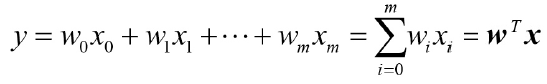 y = w₀x₀ + w₁x₁ + ⋯ + wₘxₘ = ∑ᵢ₌₀ᵐ wᵢxᵢ = wᵀx